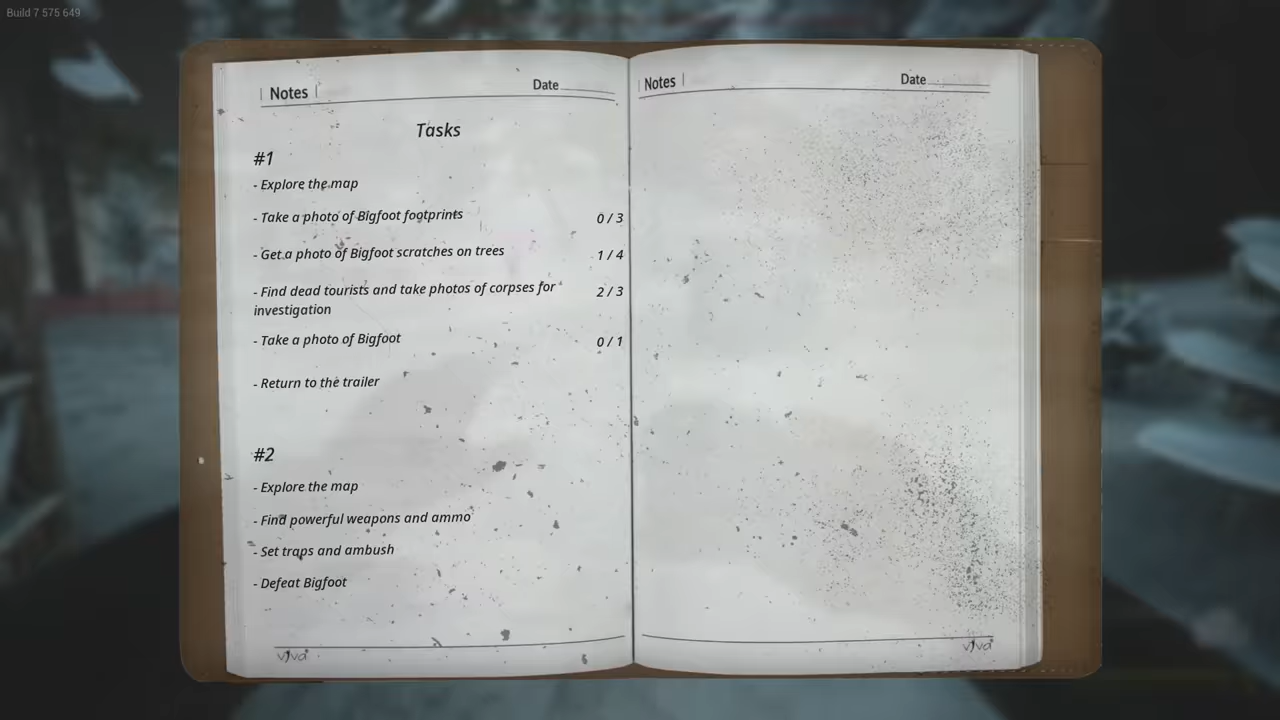 Build 7 575 649
Notes
Date
Notes
Date
Tasks
#1
- Explore the map
- Take a photo of Bigfoot footprints 0 / 3
- Get a photo of Bigfoot scratches on trees 1 / 4
- Find dead tourists and take photos of corpses for 2 / 3
investigation
- Take a photo of Bigfoot 0 / 1
- Return to the trailer
#2
- Explore the map
- Find powerful weapons and ammo
- Set traps and ambush
- Defeat Bigfoot
viva
viva